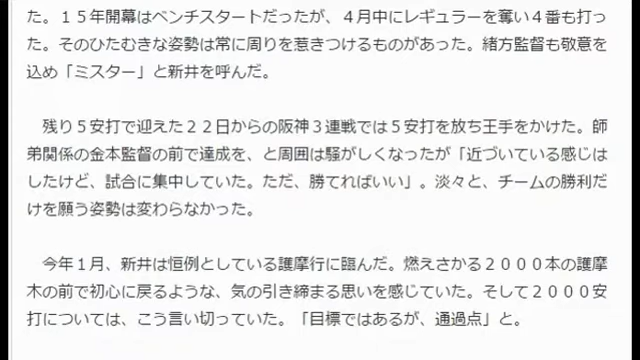 た。１５年開幕はベンチスタートだったが、４月中にレギュラーを奪い４番も打っ
た。そのひたむきな姿勢は常に周りを惹きつけるものがあった。緒方監督も敬意を
込め「ミスター」と新井を呼んだ。
残り５安打で迎えた２２日からの阪神３連戦では５安打を放ち王手をかけた。師
弟関係の金本監督の前で達成を、と周囲は騒がしくなったが「近づいている感じは
したけど、試合に集中していた。ただ、勝てればいい」。淡々と、チームの勝利だ
けを願う姿勢は変わらなかった。
今年１月、新井は恒例としている護摩行に臨んだ。燃えさかる２０００本の護摩
木の前で初心に戻るような、気の引き締まる思いを感じていた。そして２０００安
打については、こう言い切っていた。「目標ではあるが、通過点」と。